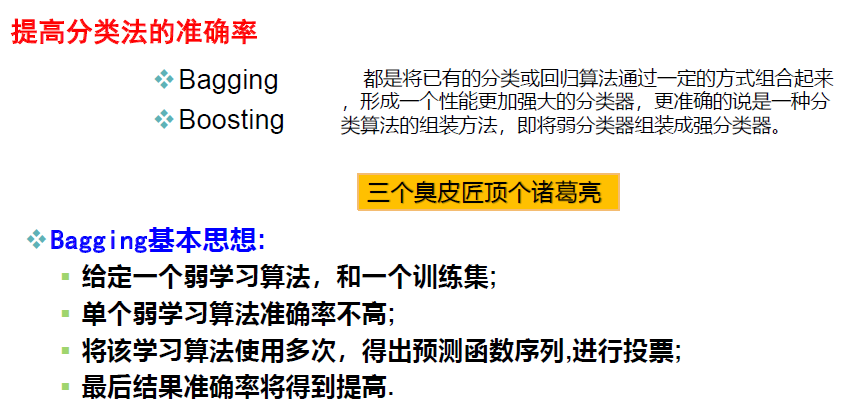 提高分类法的准确率
Bagging
Boosting
都是将已有的分类或回归算法通过一定的方式组合起来
，形成一个性能更加强大的分类器，更准确的说是一种分
类算法的组装方法，即将弱分类器组装成强分类器。
三个臭皮匠顶个诸葛亮
Bagging基本思想:
给定一个弱学习算法，和一个训练集;
单个弱学习算法准确率不高;
将该学习算法使用多次，得出预测函数序列,进行投票;
最后结果准确率将得到提高.